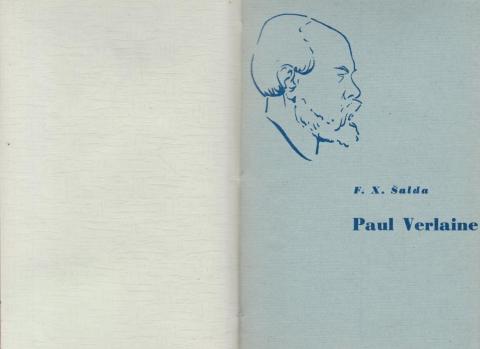 F. X. Šalda
Paul Verlaine